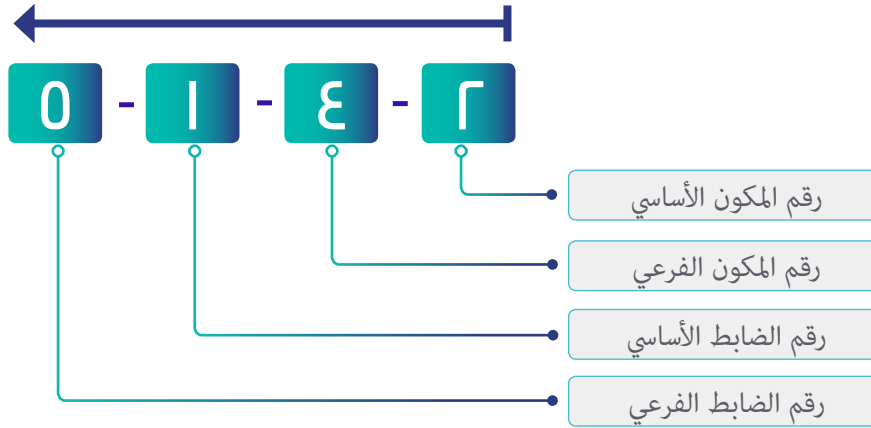 ٢ - ٤ - ١ - ٥
رقم المكون الأساسي
رقم المكون الفرعي
رقم الضابط الأساسي
رقم الضابط الفرعي